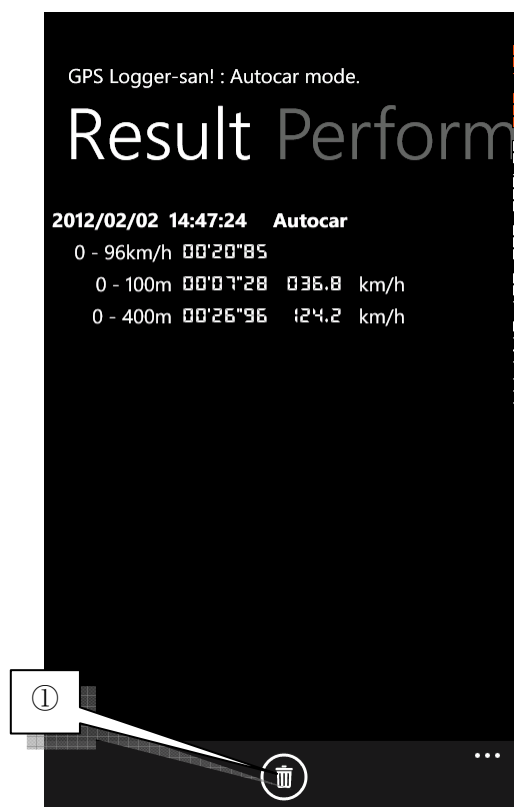 GPS Logger-san! : Autocar mode.
Result Perform
2012/02/02 14:47:24 Autocar
0 - 96km/h 00'20"85
0 - 100m 00'07"28 036.8 km/h
0 - 400m 00'26"96 124.2 km/h
①